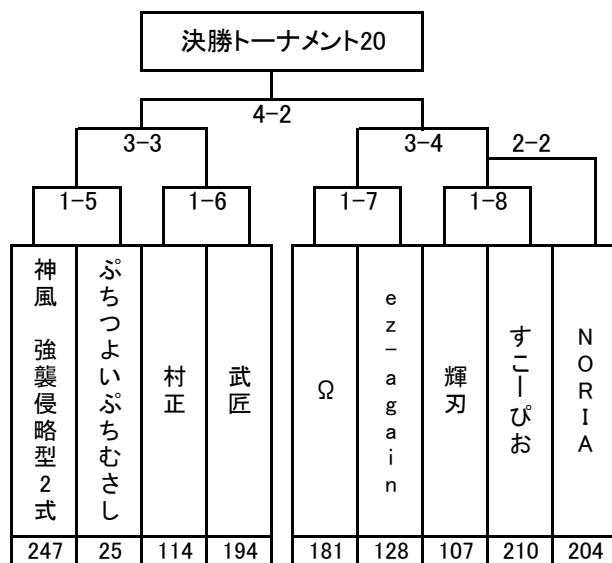 決勝トーナメント20
4-2
3-3
3-4
2-2
1-5
1-6
1-7
1-8
神風 強襲侵略型2式
ぷちつよいぷちむさし
村正
武匠
Ω
ez-again
輝刃
すこーぴお
NORIA
247
25
114
194
181
128
107
210
204